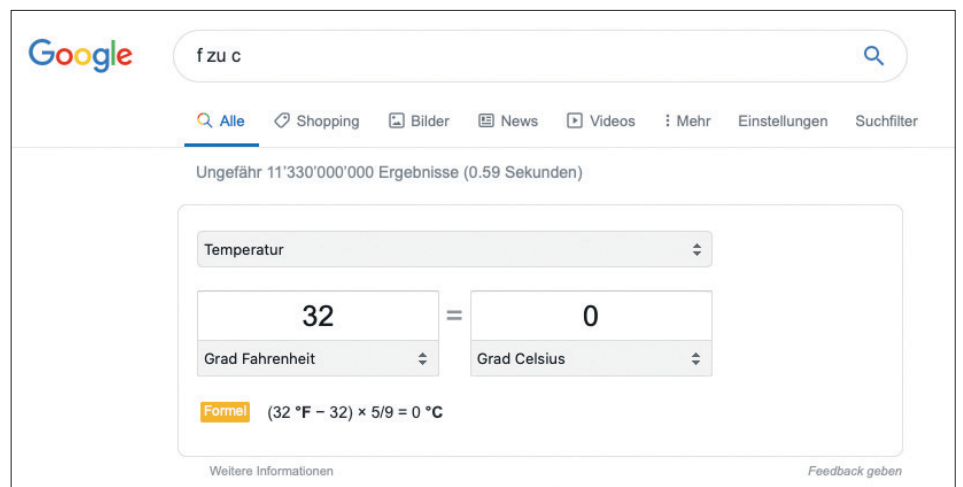 Google f zu c
Alle Shopping Bilder News Videos Mehr Einstellungen Suchfilter
Ungefähr 11'330'000'000 Ergebnisse (0.59 Sekunden)
Temperatur
32 = 0
Grad Fahrenheit Grad Celsius
Formel (32 °F − 32) × 5/9 = 0 °C
Weitere Informationen Feedback geben